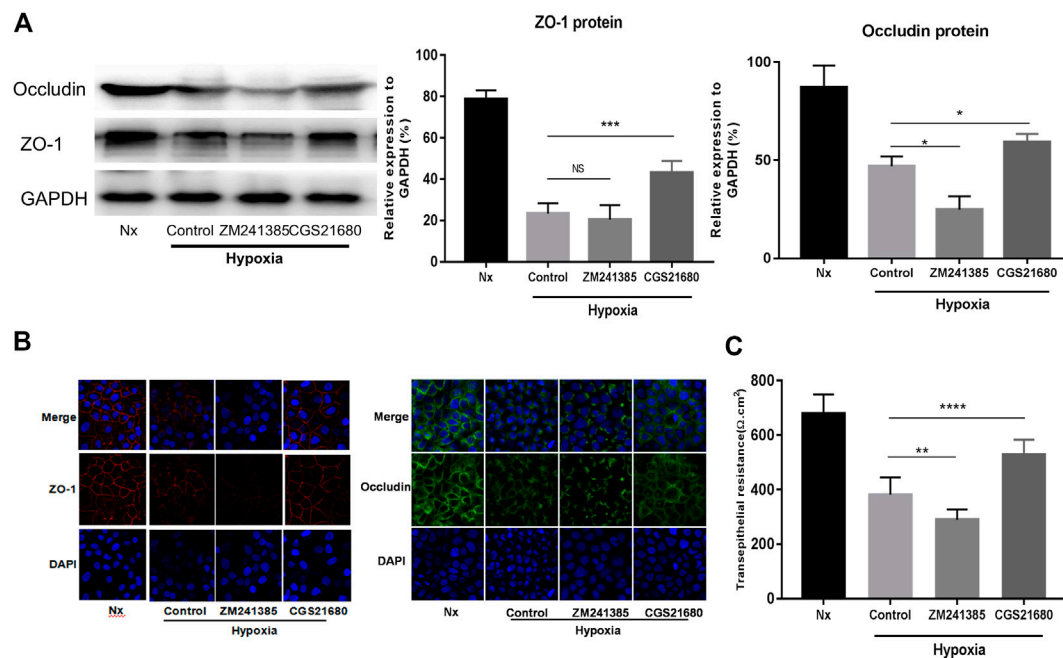 A
Occludin
ZO-1
GAPDH
Nx Control ZM241385CGS21680
Hypoxia
ZO-1 protein
Relative expression to
GAPDH (%)
100
80
60
40
20
0
***
NS
Nx Control ZM241385 CGS21680
Hypoxia
Occludin protein
Relative expression to
GAPDH (%)
100
50
0
*
*
Nx Control ZM241385 CGS21680
Hypoxia
B
Merge
ZO-1
DAPI
Nx Control ZM241385 CGS21680
Hypoxia
Merge
Occludin
DAPI
Nx Control ZM241385 CGS21680
Hypoxia
C
Transepithelial resistance(Ω.cm²)
800
600
400
200
0
****
**
Nx Control ZM241385 CGS21680
Hypoxia